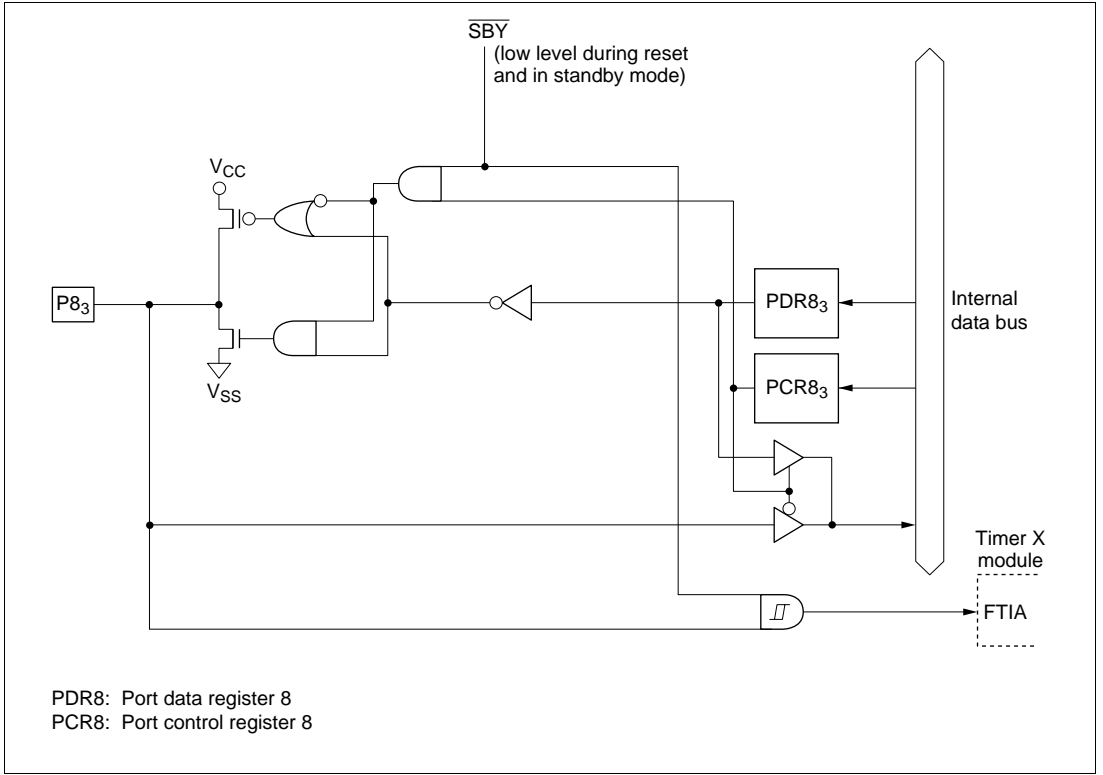 SBY
(low level during reset
and in standby mode)
VCC
P83
PDR83
Internal
data bus
PCR83
VSS
Timer X
module
FTIA
PDR8: Port data register 8
PCR8: Port control register 8